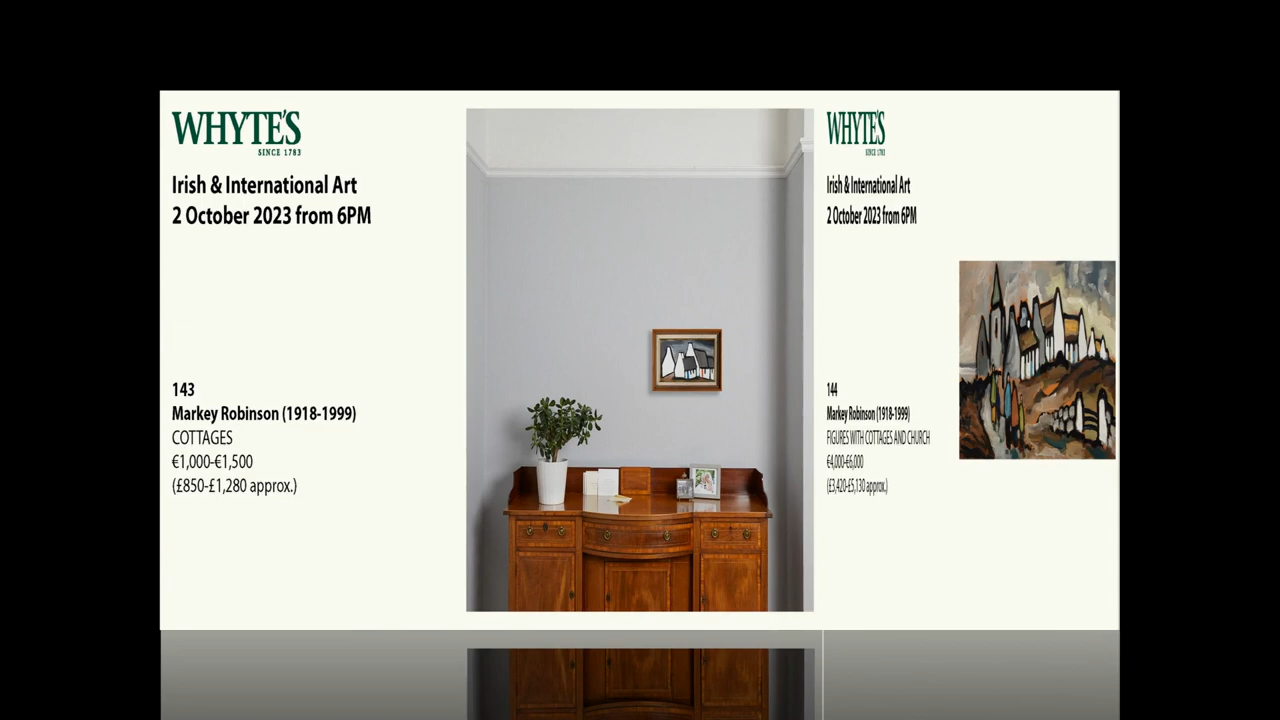 WHYTE'S
SINCE 1783
Irish & International Art
2 October 2023 from 6PM
143
Markey Robinson (1918-1999)
COTTAGES
€1,000-€1,500
(£850-£1,280 approx.)
WHYTE'S
SINCE 1783
Irish & International Art
2 October 2023 from 6PM
144
Markey Robinson (1918-1999)
FIGURES WITH COTTAGES AND CHURCH
€4,000-€6,000
(£3,420-£5,130 approx.)